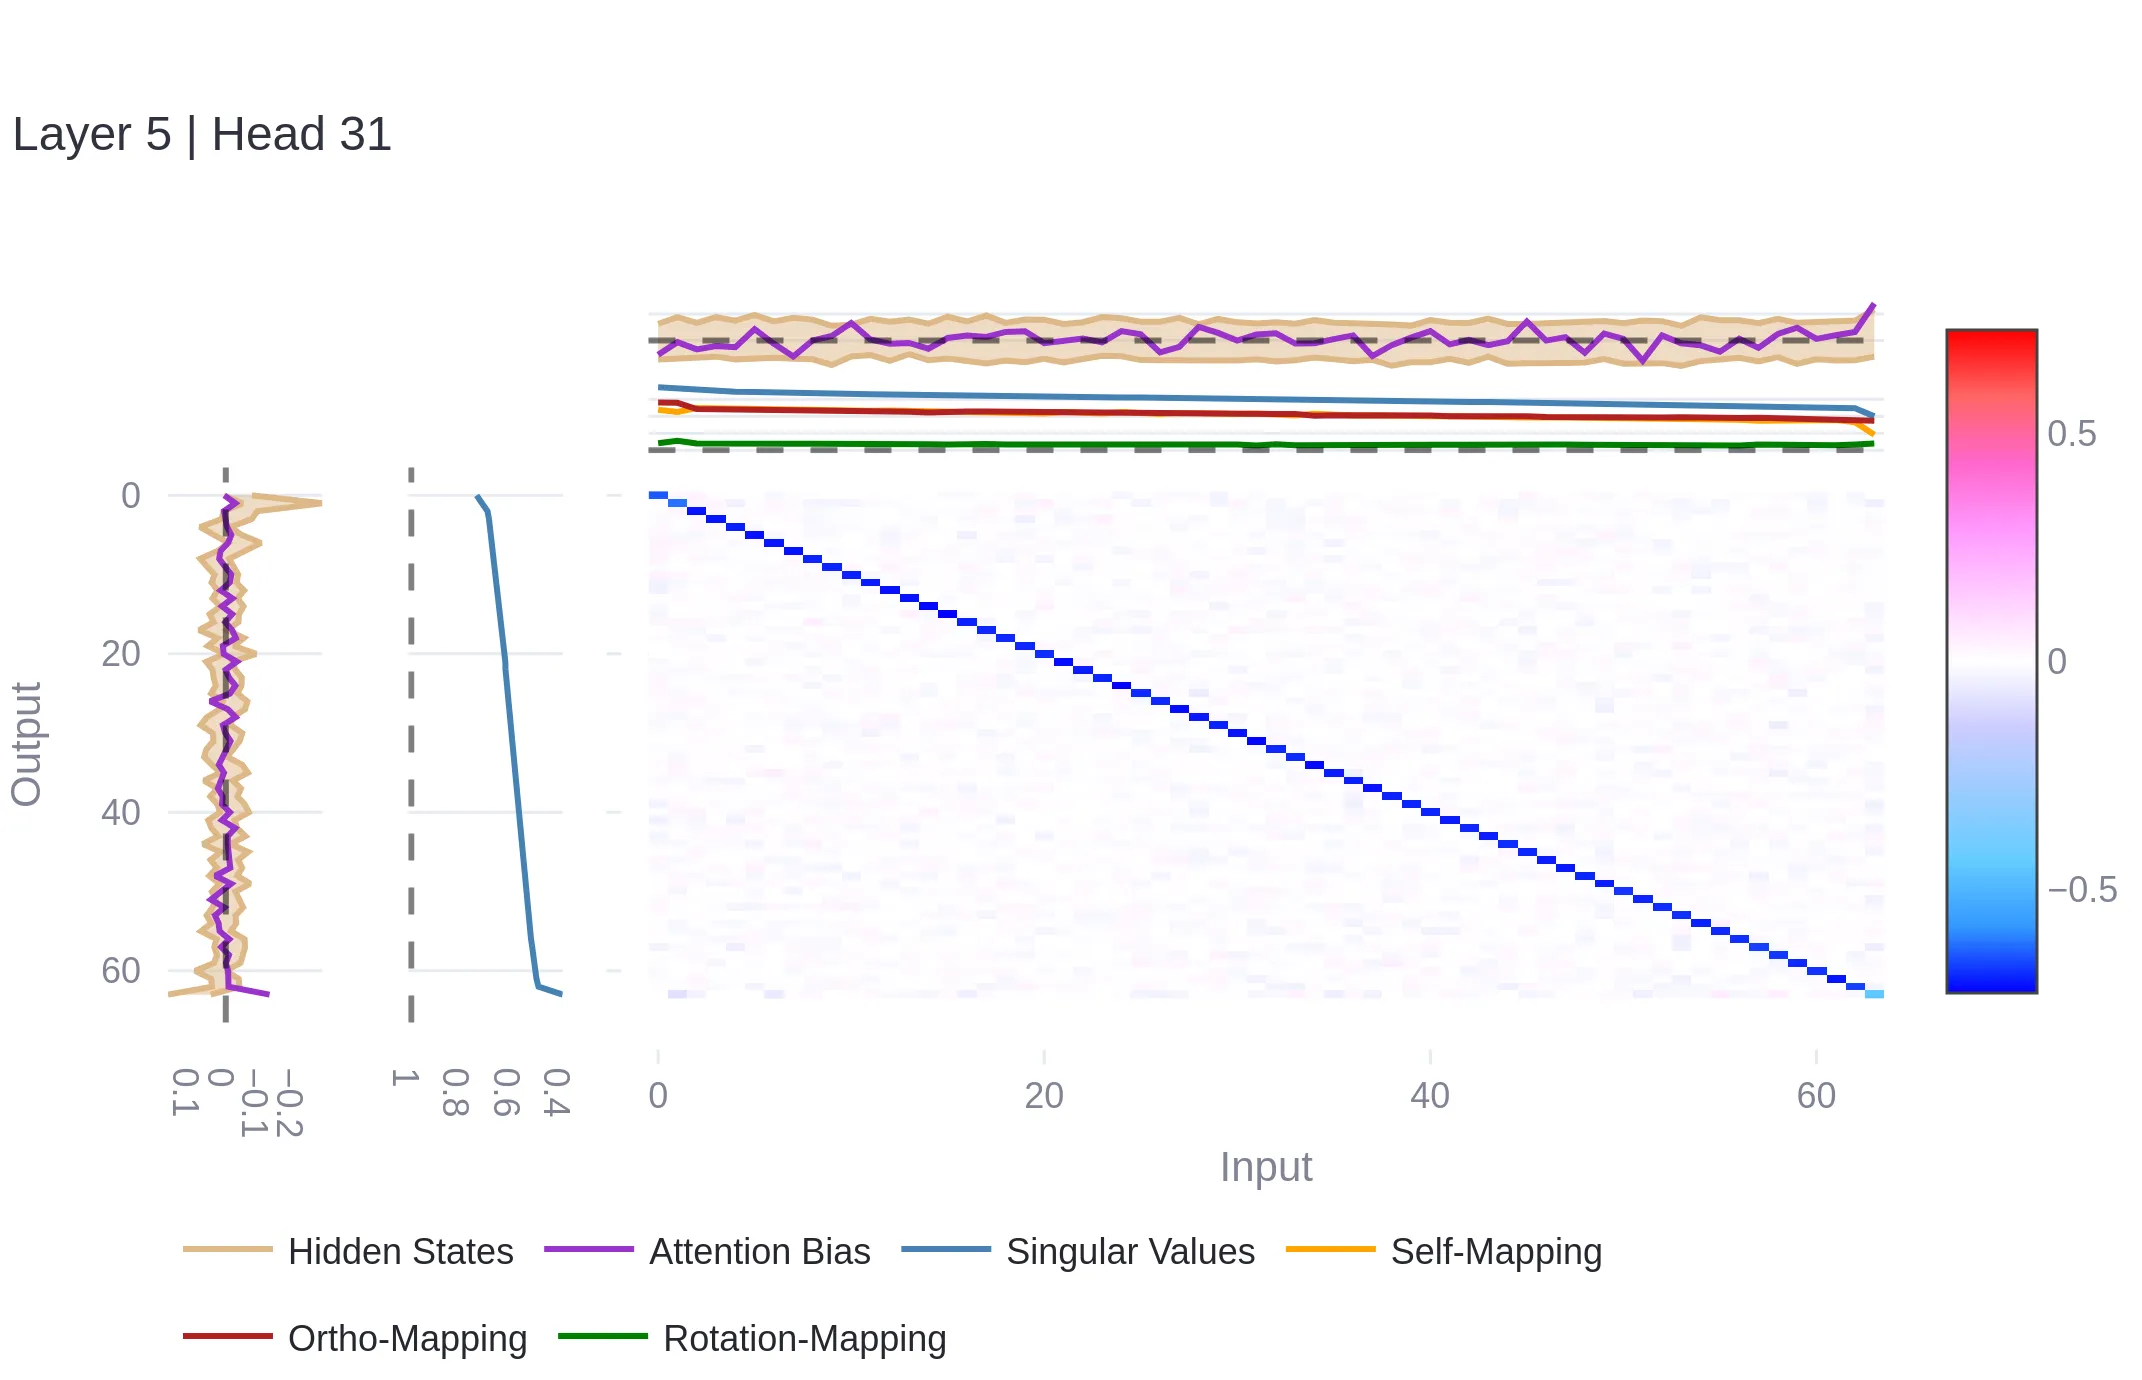 Layer 5 | Head 31
0
20
40
60
Output
0.1
0
−0.1
−0.2
1
0.8
0.6
0.4
0
20
40
60
Input
0.5
0
−0.5
Hidden States
Attention Bias
Singular Values
Self-Mapping
Ortho-Mapping
Rotation-Mapping